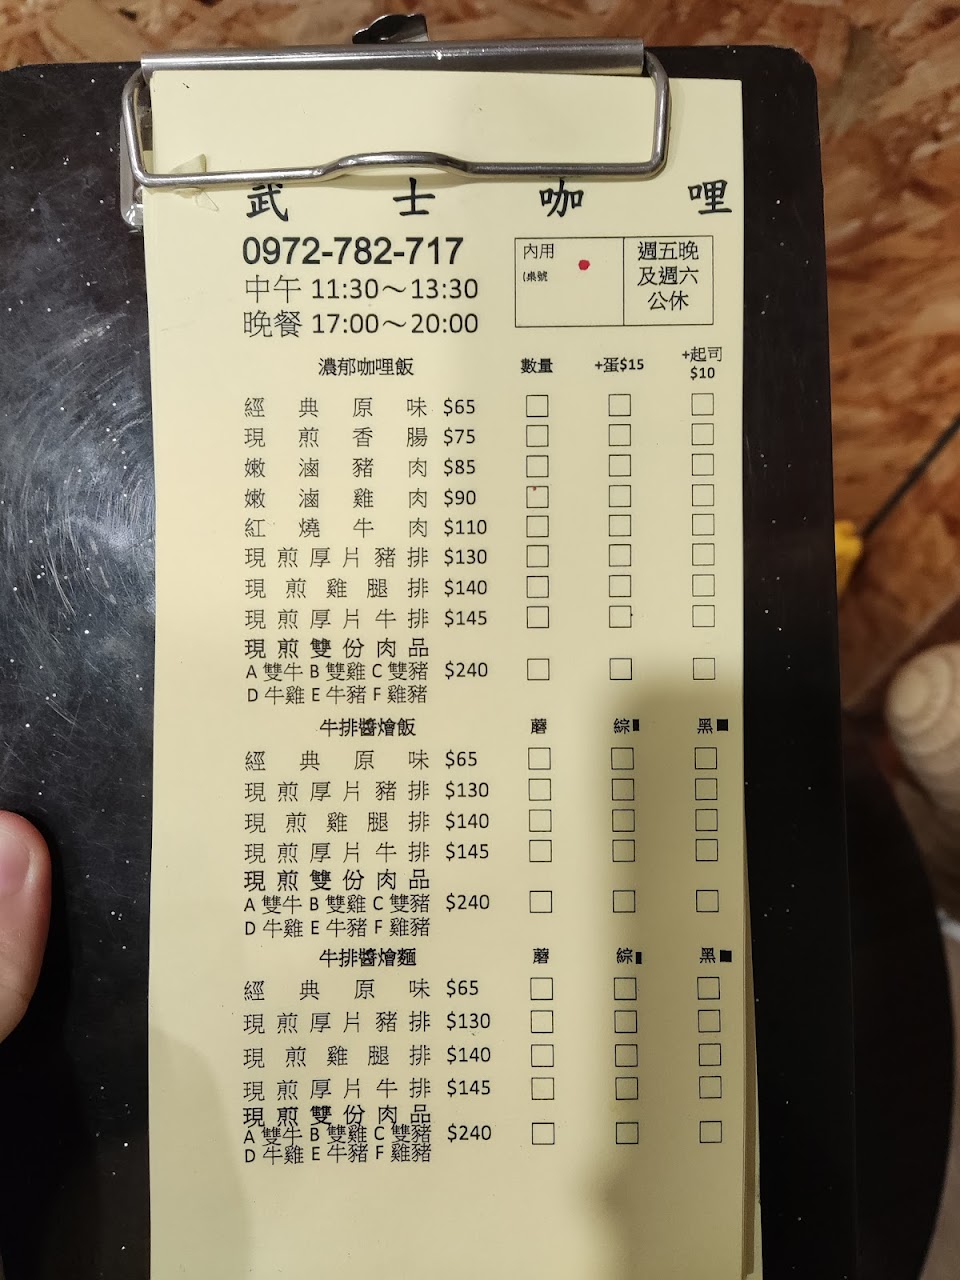 武士咖哩
0972-782-717
中午 11:30～13:30
晚餐 17:00～20:00
內用
(桌號
週五晚
及週六
公休
濃郁咖哩飯 數量 +蛋$15 +起司$10
經典原味 $65
現煎香腸 $75
嫩滷豬肉 $85
嫩滷雞肉 $90
紅燒牛肉 $110
現煎厚片豬排 $130
現煎雞腿排 $140
現煎厚片牛排 $145
現煎雙份肉品
A 雙牛 B 雙雞 C 雙豬 $240
D 牛雞 E 牛豬 F 雞豬
牛排醬燴飯 蘑 綜 黑
經典原味 $65
現煎厚片豬排 $130
現煎雞腿排 $140
現煎厚片牛排 $145
現煎雙份肉品
A 雙牛 B 雙雞 C 雙豬 $240
D 牛雞 E 牛豬 F 雞豬
牛排醬燴麵 蘑 綜 黑
經典原味 $65
現煎厚片豬排 $130
現煎雞腿排 $140
現煎厚片牛排 $145
現煎雙份肉品
A 雙牛 B 雙雞 C 雙豬 $240
D 牛雞 E 牛豬 F 雞豬